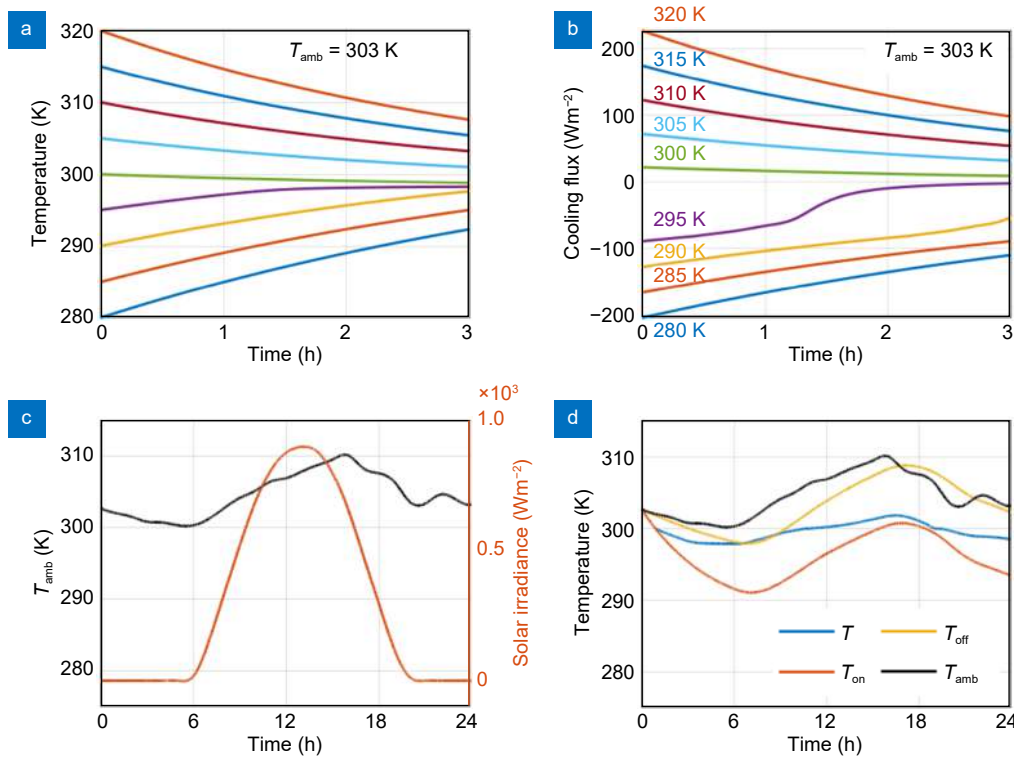 a
T_amb = 303 K
Temperature (K)
320
310
300
290
280
0 1 2 3
Time (h)
b
T_amb = 303 K
Cooling flux (Wm⁻²)
200
100
0
−100
−200
320 K
315 K
310 K
305 K
300 K
295 K
290 K
285 K
280 K
0 1 2 3
Time (h)
c
×10³
T_amb (K)
310
300
290
280
1.0
0.5
0
Solar irradiance (Wm⁻²)
0 6 12 18 24
Time (h)
d
Temperature (K)
310
300
290
280
T
T_off
T_on
T_amb
0 6 12 18 24
Time (h)